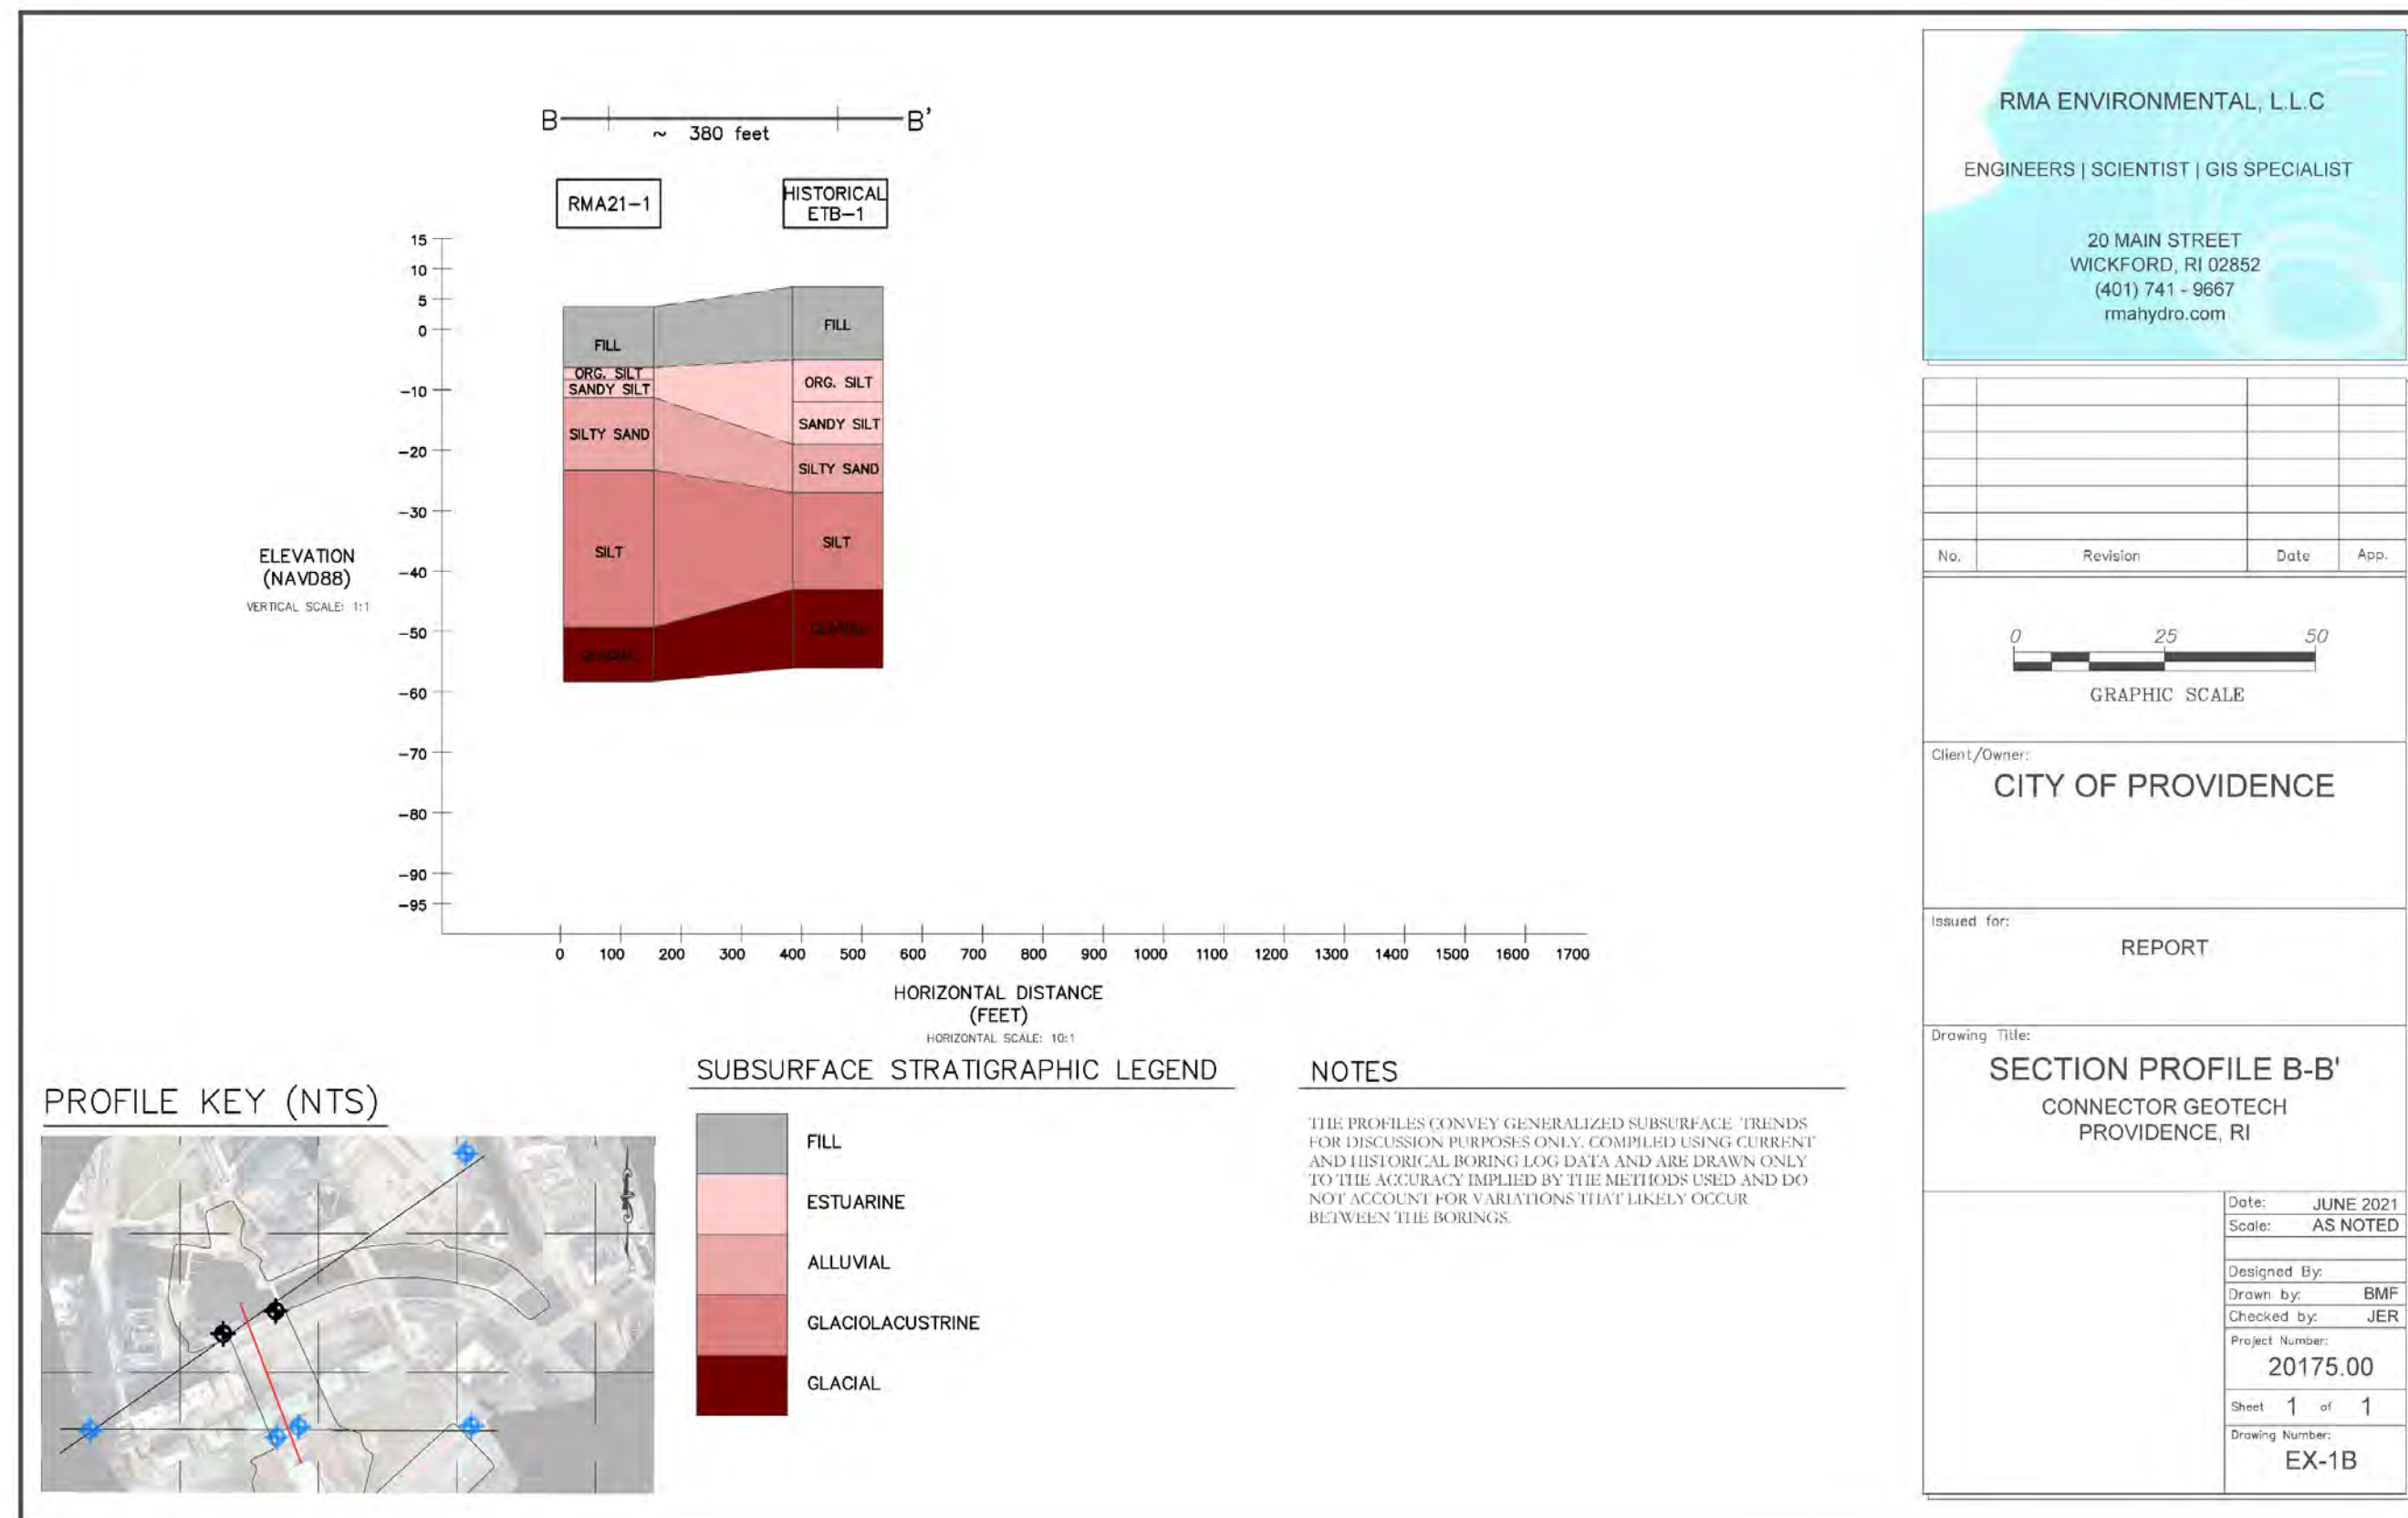 B
B'
~ 380 feet
RMA21-1
HISTORICAL
ETB-1
15
10
5
0
-10
-20
-30
-40
-50
-60
-70
-80
-90
-95
ELEVATION
(NAVD88)
VERTICAL SCALE: 1:1
FILL
ORG. SILT
SANDY SILT
SILTY SAND
SILT
GLACIAL
FILL
ORG. SILT
SANDY SILT
SILTY SAND
SILT
GLACIAL
0 100 200 300 400 500 600 700 800 900 1000 1100 1200 1300 1400 1500 1600 1700
HORIZONTAL DISTANCE
(FEET)
HORIZONTAL SCALE: 10:1
PROFILE KEY (NTS)
SUBSURFACE STRATIGRAPHIC LEGEND
FILL
ESTUARINE
ALLUVIAL
GLACIOLACUSTRINE
GLACIAL
NOTES
THE PROFILES CONVEY GENERALIZED SUBSURFACE TRENDS
FOR DISCUSSION PURPOSES ONLY. COMPILED USING CURRENT
AND HISTORICAL BORING LOG DATA AND ARE DRAWN ONLY
TO THE ACCURACY IMPLIED BY THE METHODS USED AND DO
NOT ACCOUNT FOR VARIATIONS THAT LIKELY OCCUR
BETWEEN THE BORINGS.
RMA ENVIRONMENTAL, L.L.C
ENGINEERS | SCIENTIST | GIS SPECIALIST
20 MAIN STREET
WICKFORD, RI 02852
(401) 741 - 9667
rmahydro.com
No. Revision Date App.
0 25 50
GRAPHIC SCALE
Client/Owner:
CITY OF PROVIDENCE
Issued for:
REPORT
Drawing Title:
SECTION PROFILE B-B'
CONNECTOR GEOTECH
PROVIDENCE, RI
Date: JUNE 2021
Scale: AS NOTED
Designed By:
Drawn by: BMF
Checked by: JER
Project Number:
20175.00
Sheet 1 of 1
Drawing Number:
EX-1B